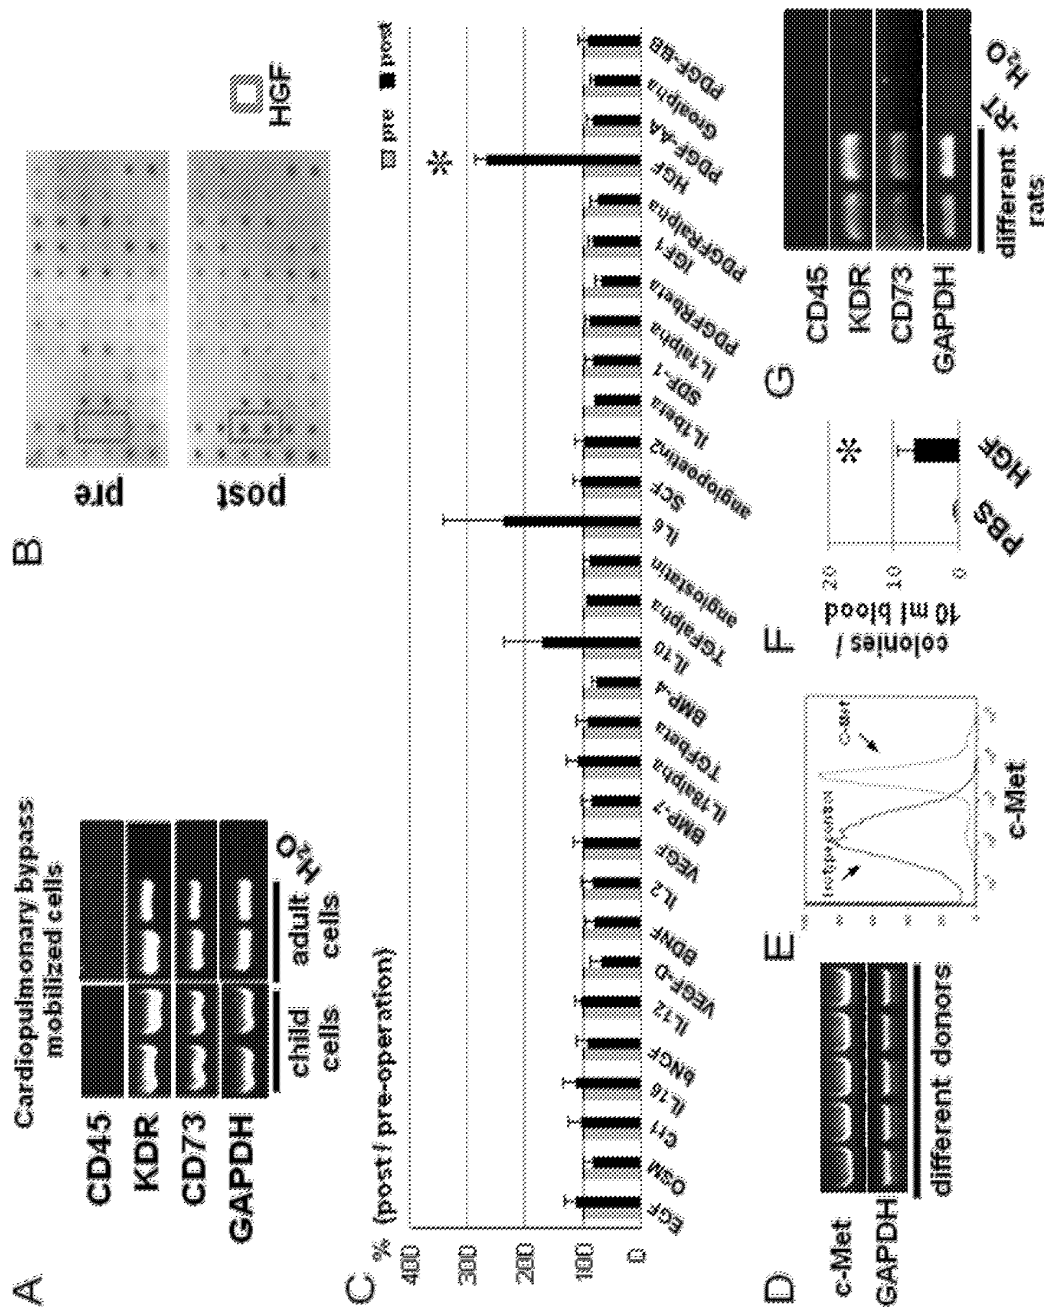 A
Cardiopulmonary bypass
mobilized cells
CD45
KDR
CD73
GAPDH
child
cells
adult
cells
H2O
B
pre
post
HGF
C
% (post / pre-operation)
pre
post
400
300
200
100
0
EGF
OSM
Ct1
IL16
bNGF
IL12
VEGF-D
BDNF
IL2
VEGF
BMP-7
IL18alpha
TGFbeta
BMP-4
IL10
TGFalpha
angiostatin
IL6
SCF
angiopoetin2
IL1beta
SDF-1
IL1alpha
PDGFRbeta
IGF1
PDGFRalpha
HGF
PDGF-AA
Groalpha
PDGF-BB
*
D
c-Met
GAPDH
different donors
E
C-Met
c-Met
F
colonies /
10 ml blood
20
10
0
*
PBS
HGF
G
CD45
KDR
CD73
GAPDH
different
rats
-RT
H2O